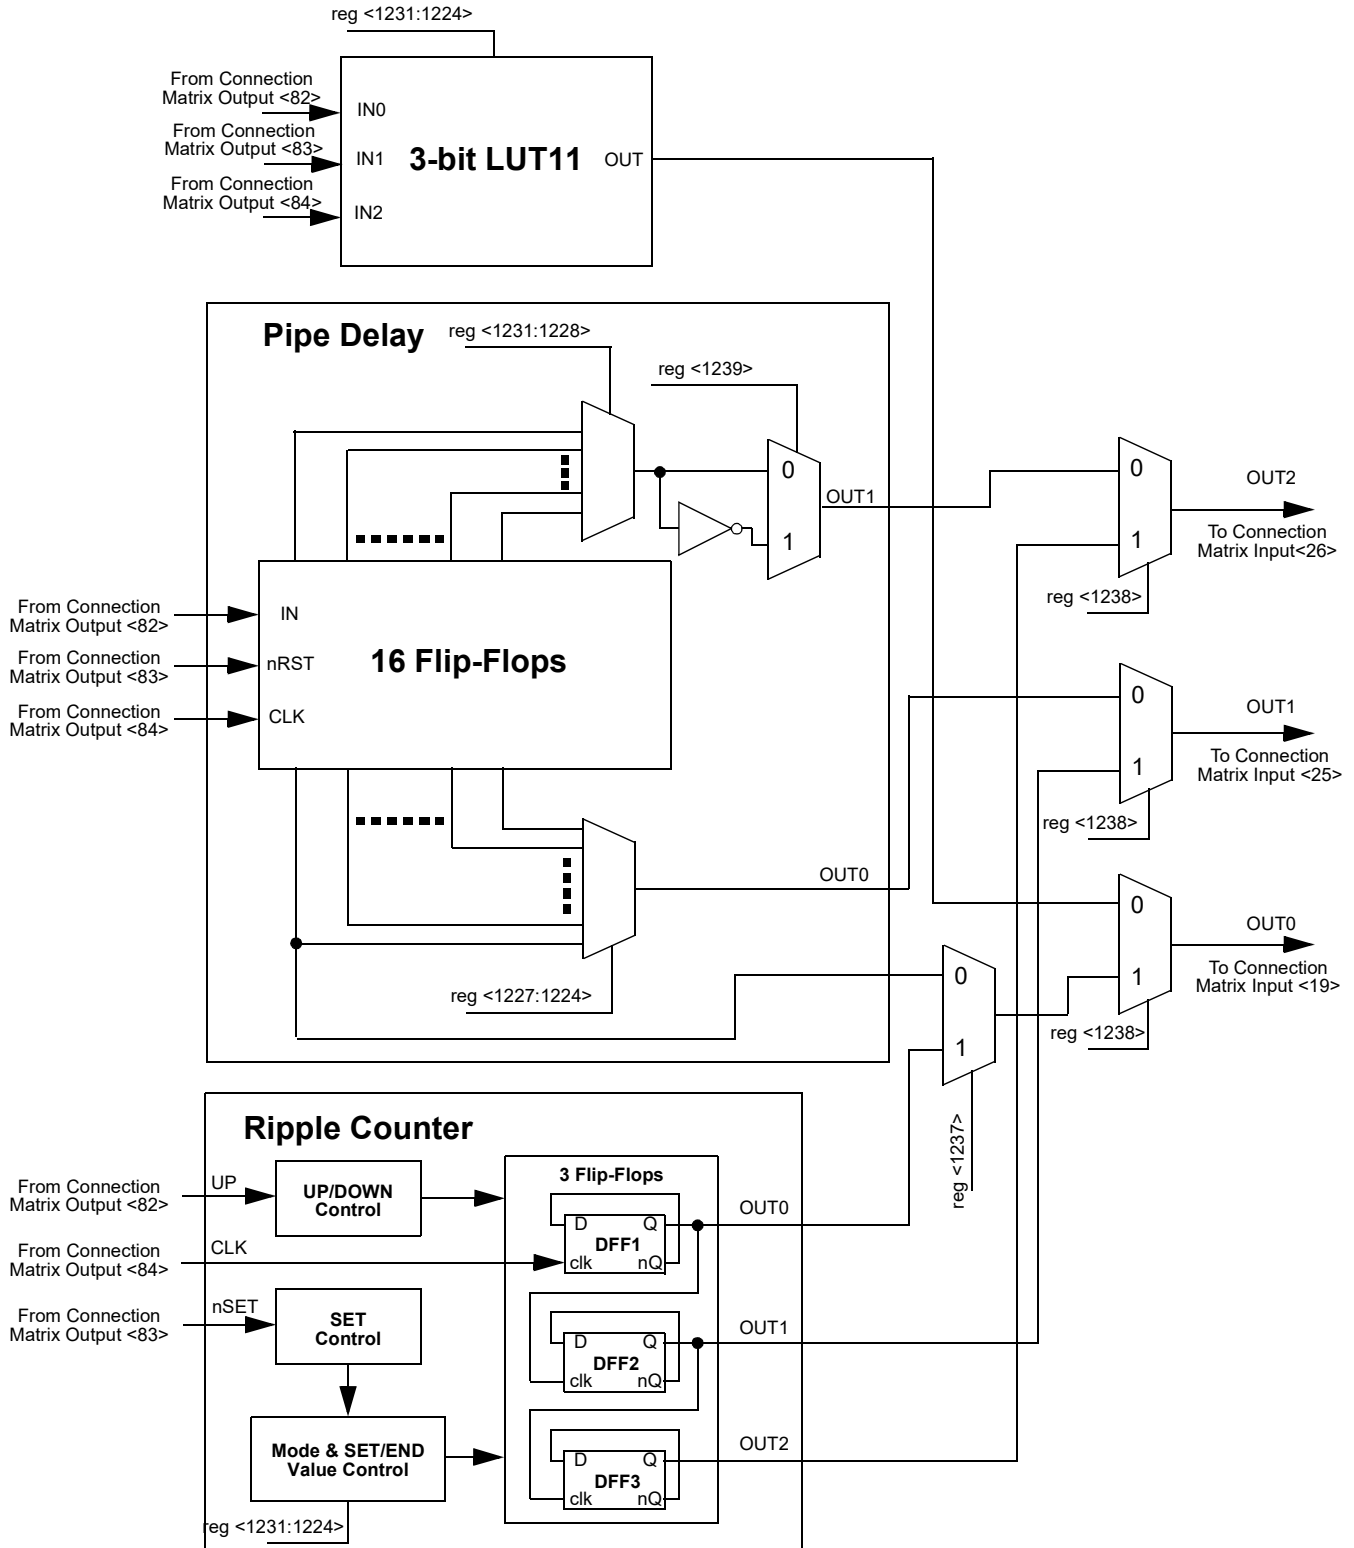 reg <1231:1224>
From Connection
Matrix Output <82>
IN0
From Connection
Matrix Output <83>
IN1
3-bit LUT11
OUT
From Connection
Matrix Output <84>
IN2
Pipe Delay
reg <1231:1228>
reg <1239>
0
1
OUT1
0
1
OUT2
To Connection
Matrix Input<26>
reg <1238>
From Connection
Matrix Output <82>
IN
From Connection
Matrix Output <83>
nRST
16 Flip-Flops
From Connection
Matrix Output <84>
CLK
0
1
OUT1
To Connection
Matrix Input <25>
reg <1238>
OUT0
reg <1227:1224>
0
1
reg <1237>
0
1
OUT0
To Connection
Matrix Input <19>
reg <1238>
Ripple Counter
From Connection
Matrix Output <82>
UP
UP/DOWN
Control
3 Flip-Flops
D
Q
DFF1
clk
nQ
OUT0
From Connection
Matrix Output <84>
CLK
From Connection
Matrix Output <83>
nSET
SET
Control
D
Q
DFF2
clk
nQ
OUT1
Mode & SET/END
Value Control
D
Q
DFF3
clk
nQ
OUT2
reg <1231:1224>